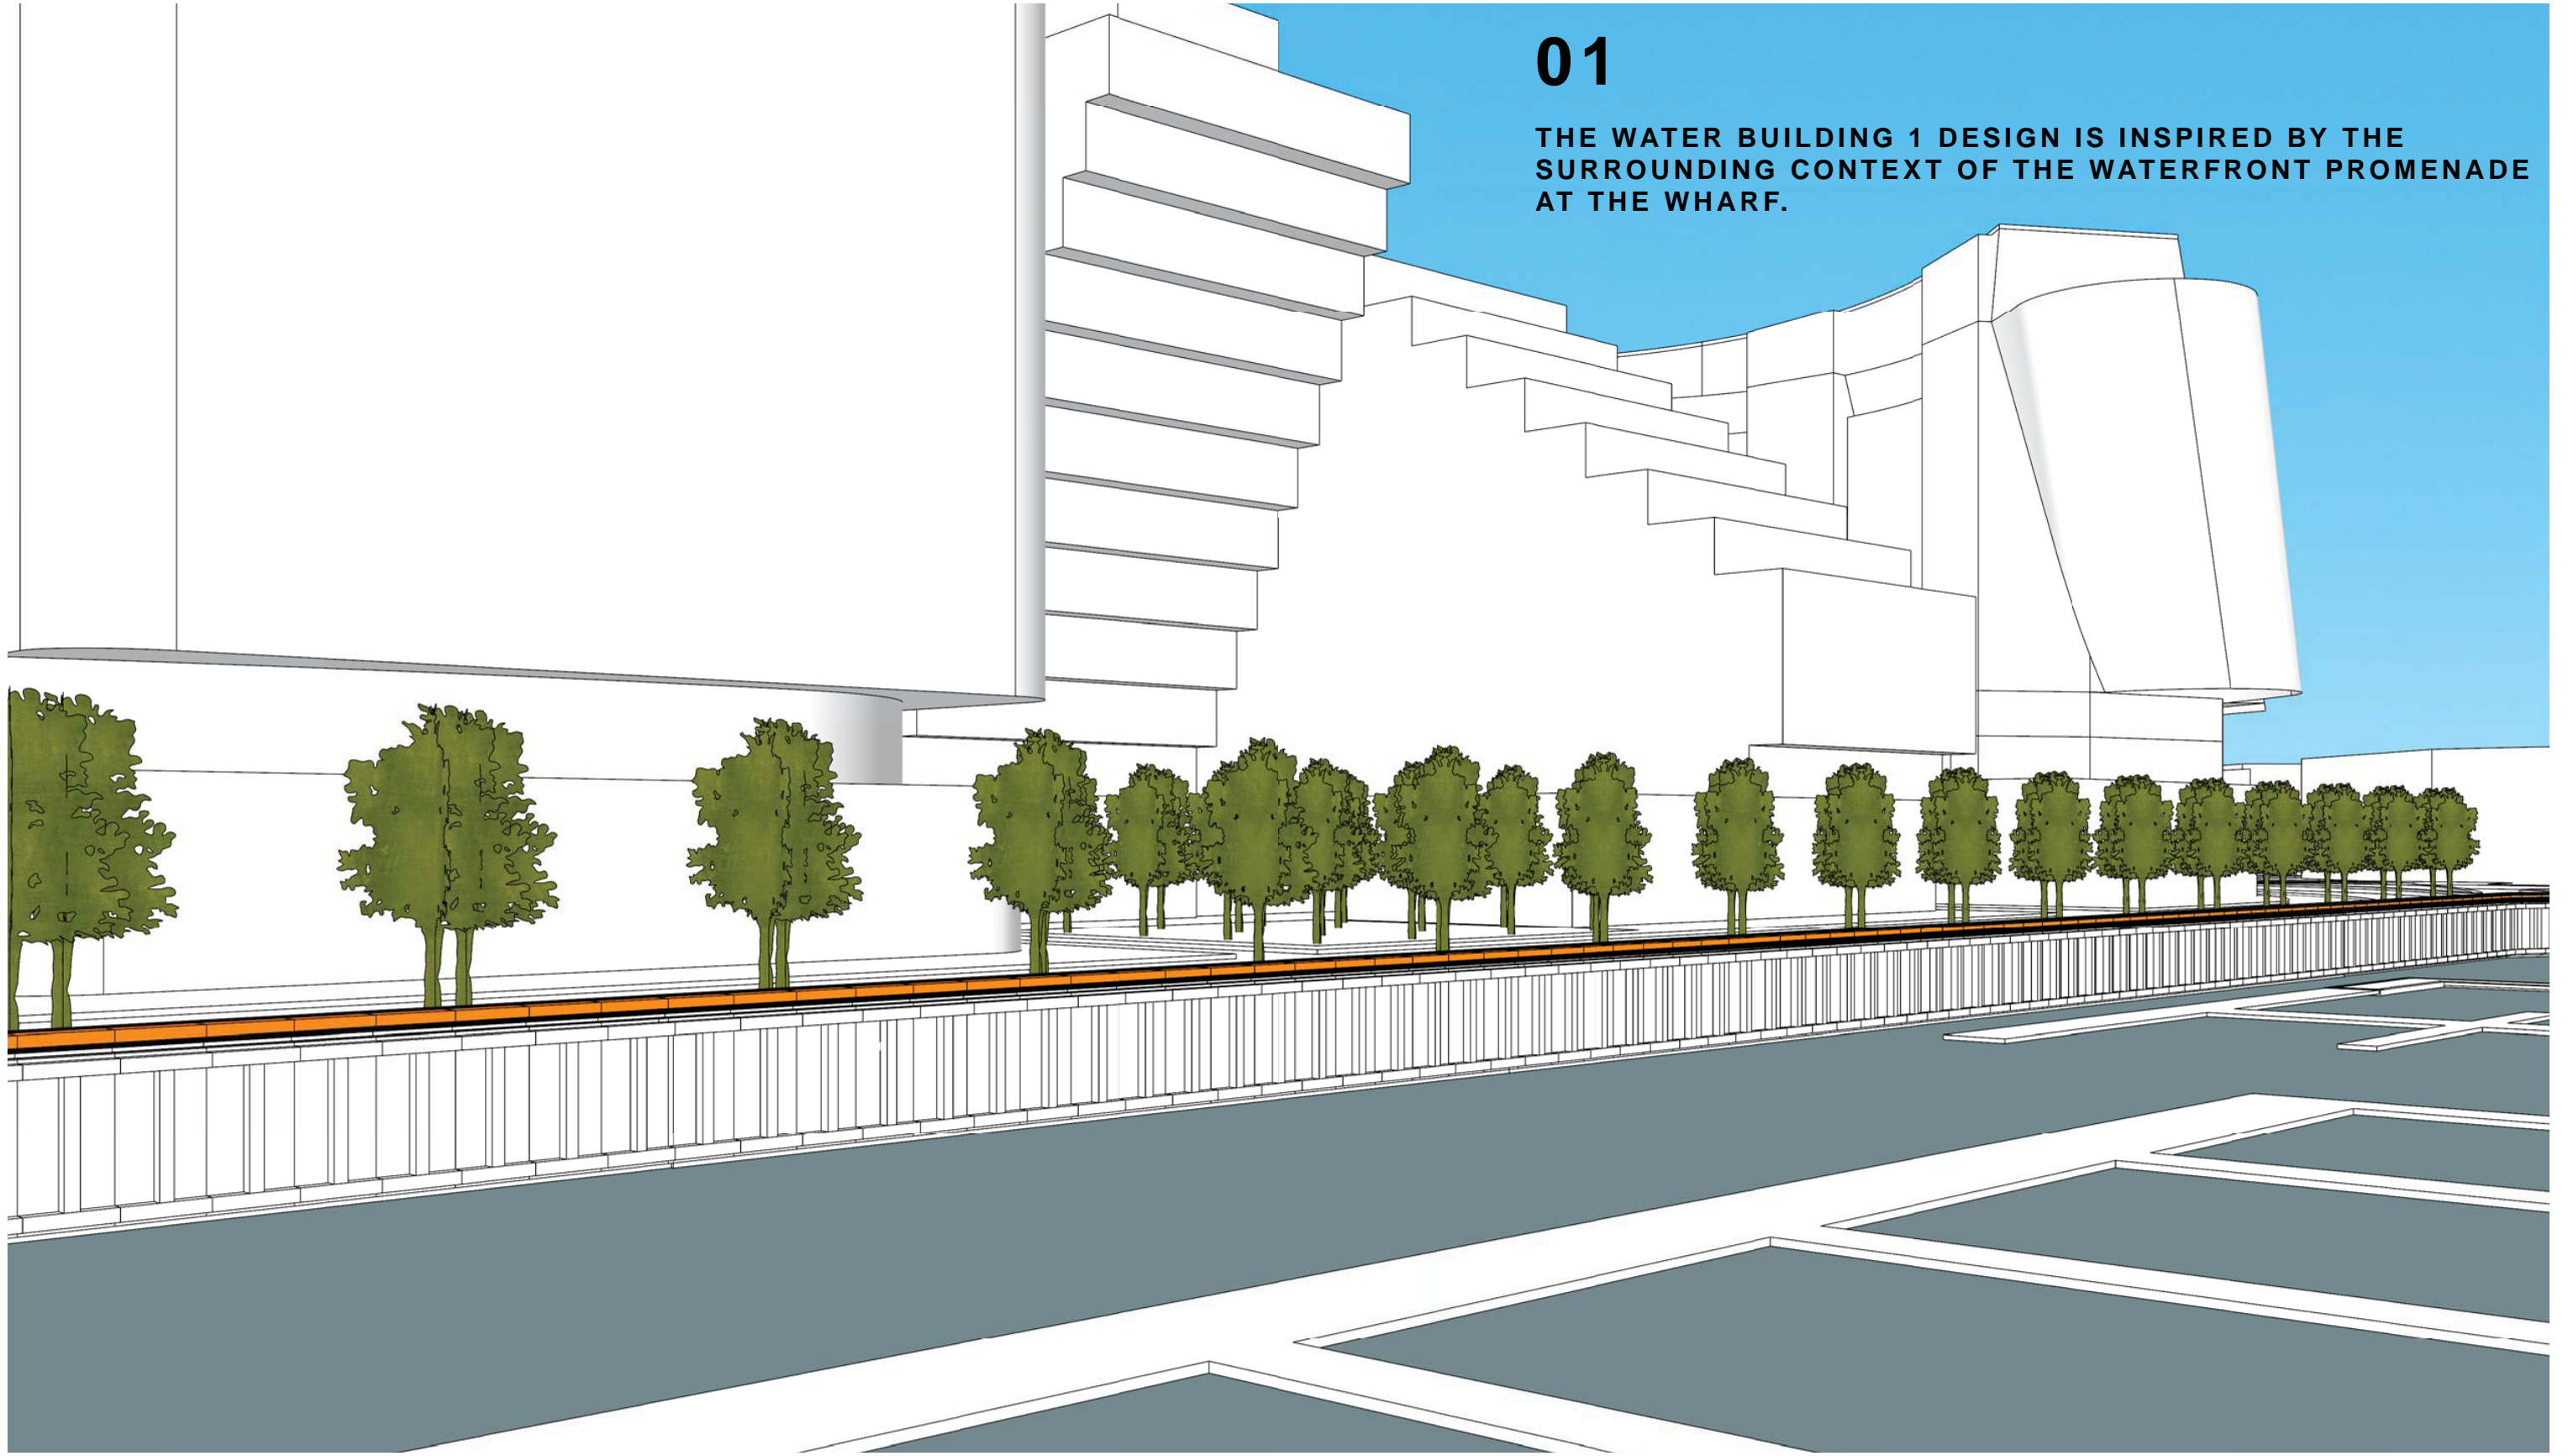 01
THE WATER BUILDING 1 DESIGN IS INSPIRED BY THE
SURROUNDING CONTEXT OF THE WATERFRONT PROMENADE
AT THE WHARF.